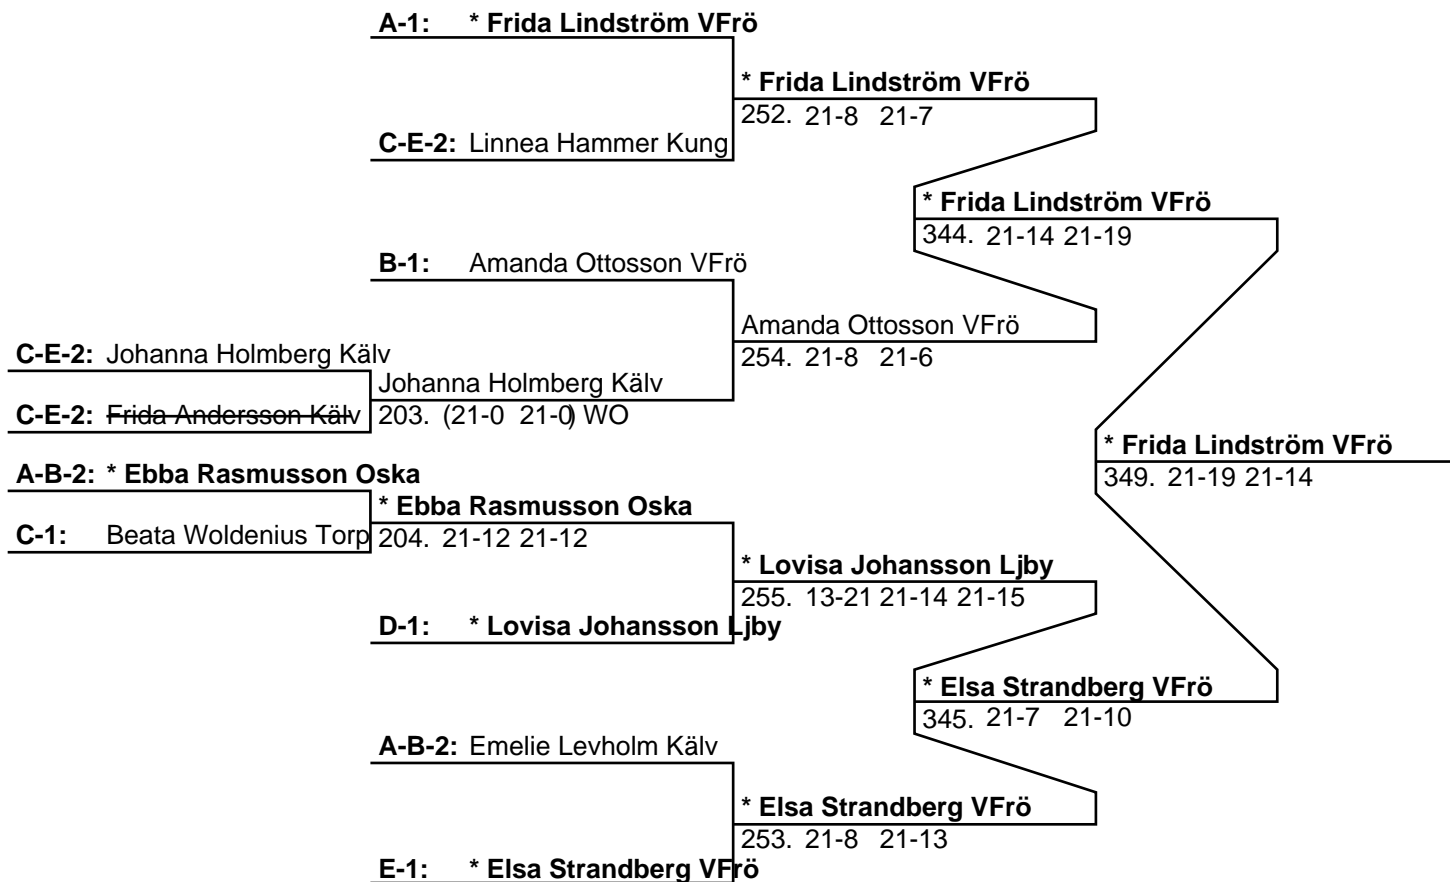 A-1: * Frida Lindström VFrö
* Frida Lindström VFrö
252. 21-8 21-7
C-E-2: Linnea Hammer Kung
* Frida Lindström VFrö
344. 21-14 21-19
B-1: Amanda Ottosson VFrö
Amanda Ottosson VFrö
254. 21-8 21-6
C-E-2: Johanna Holmberg Kälv
Johanna Holmberg Kälv
C-E-2: Frida Andersson Kälv
203. (21-0 21-0) WO
* Frida Lindström VFrö
349. 21-19 21-14
A-B-2: * Ebba Rasmusson Oska
* Ebba Rasmusson Oska
C-1: Beata Woldenius Torp
204. 21-12 21-12
* Lovisa Johansson Ljby
255. 13-21 21-14 21-15
D-1: * Lovisa Johansson Ljby
* Elsa Strandberg VFrö
345. 21-7 21-10
A-B-2: Emelie Levholm Kälv
* Elsa Strandberg VFrö
253. 21-8 21-13
E-1: * Elsa Strandberg VFrö